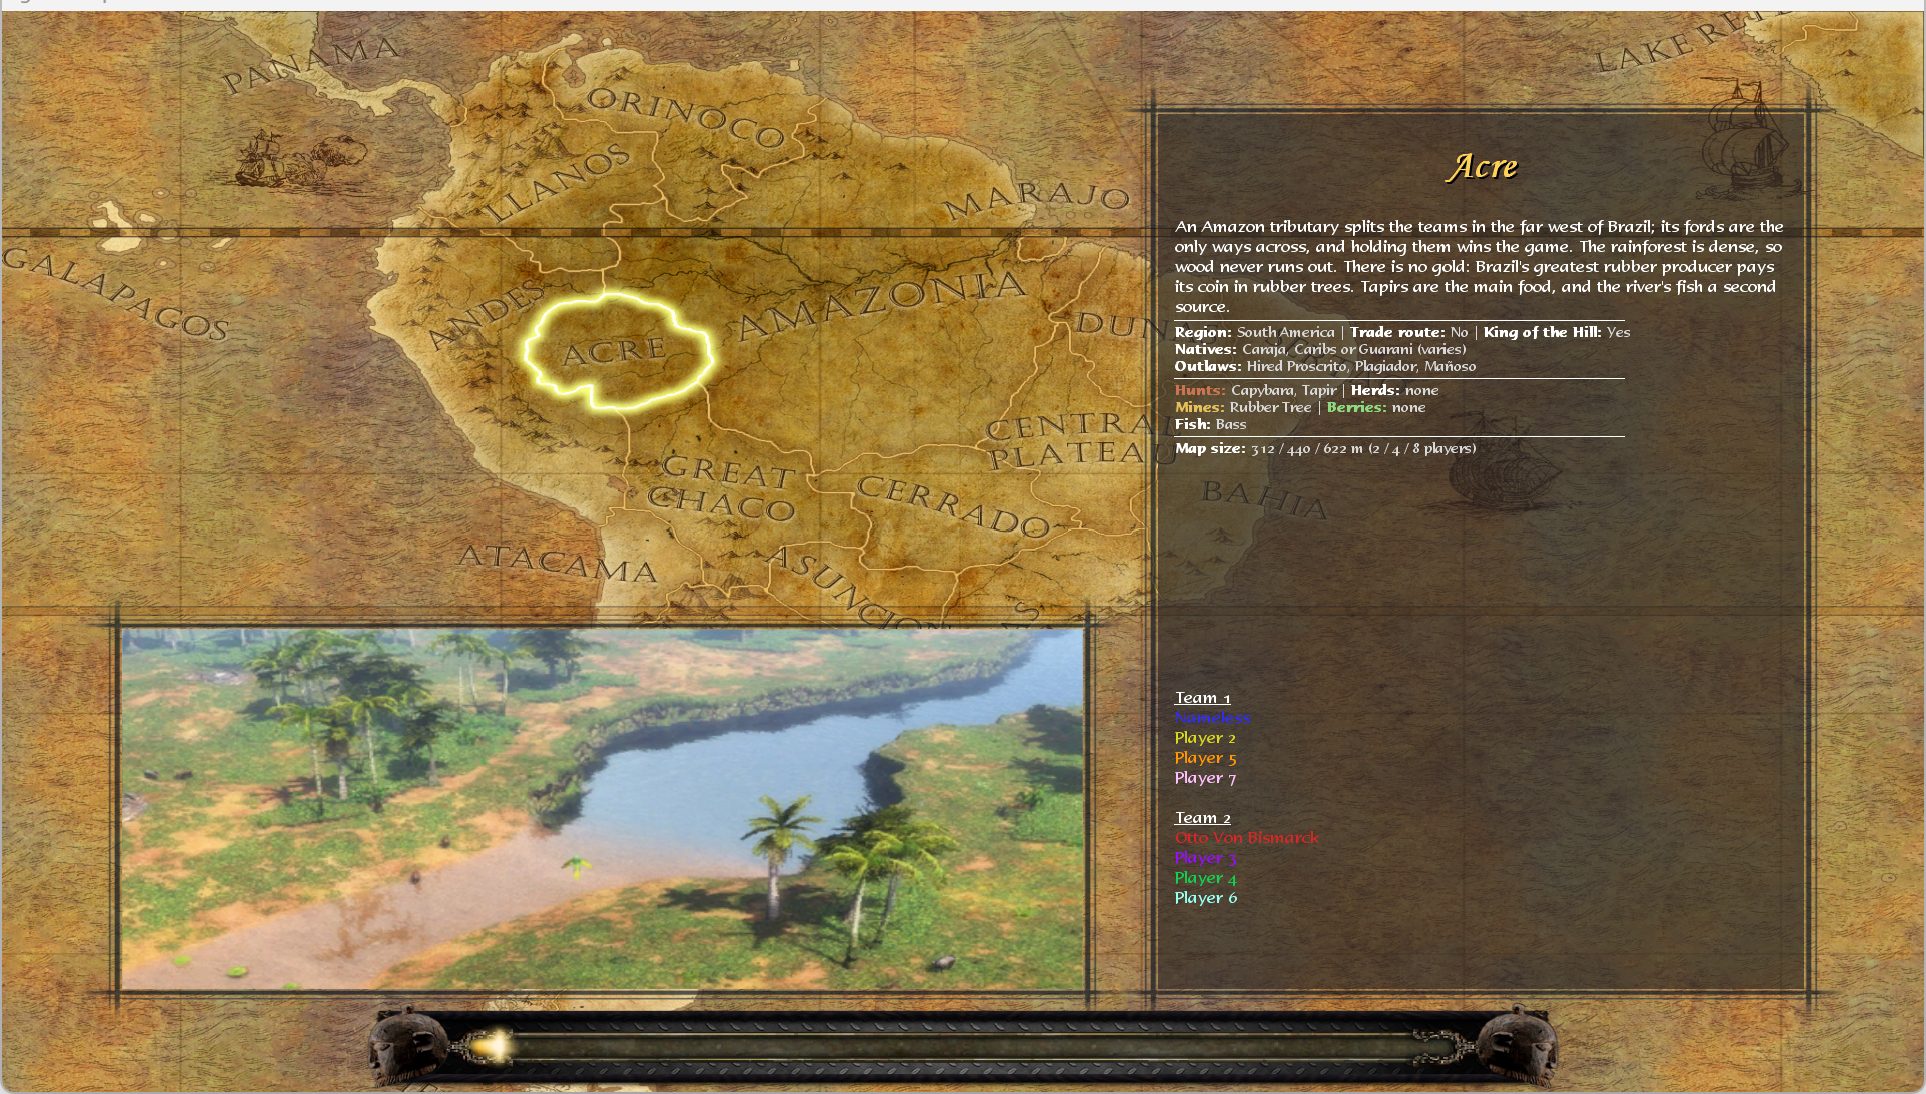 PANAMA
LAKE
ORINOCO
LLANOS
MARAJO
GALAPAGOS
ANDES
AMAZONIA
ACRE
CENTRAL
PLATEAU
GREAT
CHACO
CERRADO
BAHIA
ATACAMA
ASUNCION
Acre
An Amazon tributary splits the teams in the far west of Brazil; its fords are the
only ways across, and holding them wins the game. The rainforest is dense, so
wood never runs out. There is no gold: Brazil's greatest rubber producer pays
its coin in rubber trees. Tapirs are the main food, and the river's fish a second
source.
Region: South America | Trade route: No | King of the Hill: Yes
Natives: Caraja, Caribs or Guarani (varies)
Outlaws: Hired Proscrito, Plagiador, Mañoso
Hunts: Capybara, Tapir | Herds: none
Mines: Rubber Tree | Berries: none
Fish: Bass
Map size: 312 / 440 / 622 m (2 / 4 / 8 players)
Team 1
Nameless
Player 2
Player 5
Player 7
Team 2
Otto Von Bismarck
Player 3
Player 4
Player 6